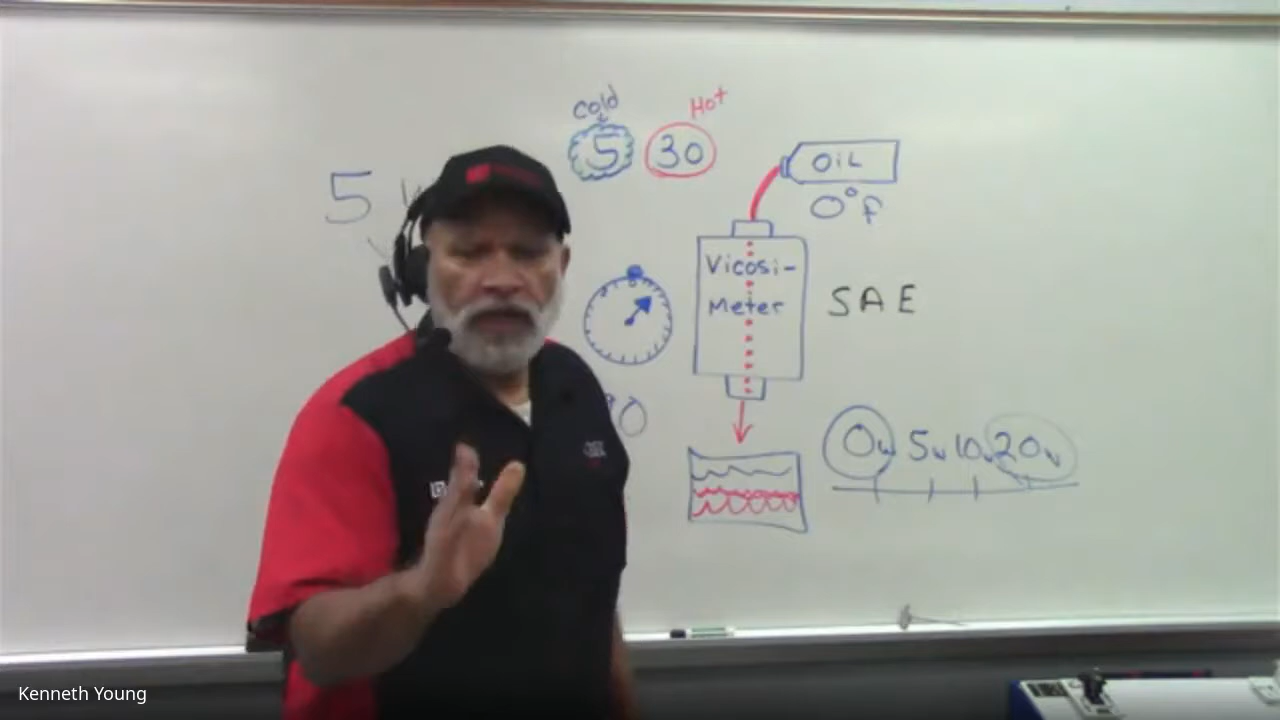 cold
Hot
5 30
OIL
0°F
5
Vicosi-
Meter
SAE
0w 5w 10w 20w
Kenneth Young